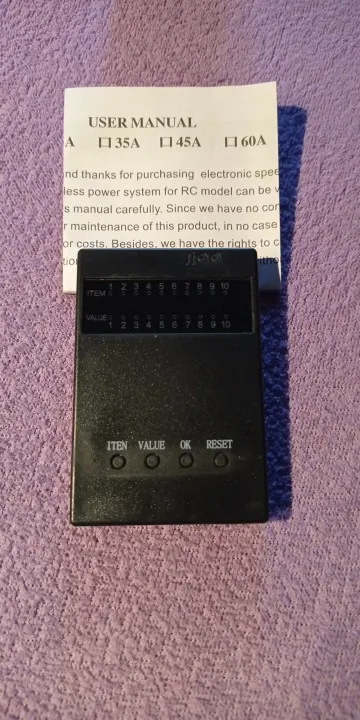 USER MANUAL
A □ 35A □ 45A □ 60A
nd thanks for purchasing electronic spee
less power system for RC model can be v
s manual carefully. Since we have no con
r maintenance of this product, in no case
or costs. Besides, we have the rights to c
tion
1 2 3 4 5 6 7 8 9 10
ITEM
VALUE
1 2 3 4 5 6 7 8 9 10
ITEN VALUE OK RESET